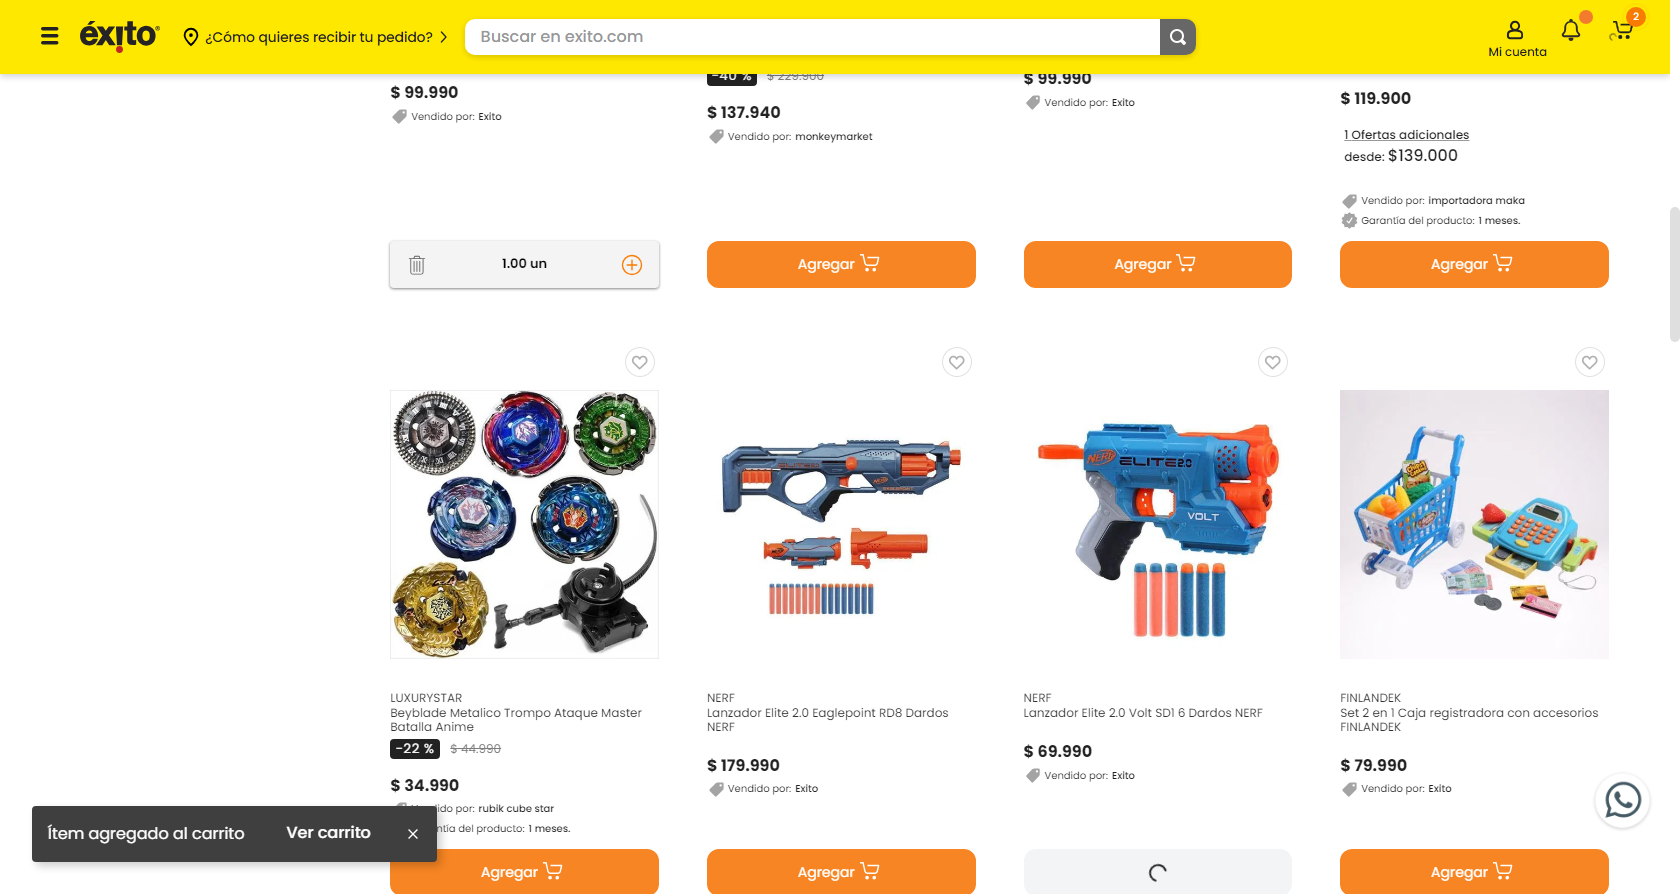 éxito
¿Cómo quieres recibir tu pedido?
Buscar en exito.com
Mi cuenta
2
$ 99.990
Vendido por: Exito
-40 % $ 229.900
$ 137.940
Vendido por: monkeymarket
$ 99.990
Vendido por: Exito
$ 119.900
1 Ofertas adicionales
desde: $139.000
Vendido por: importadora maka
Garantía del producto: 1 meses.
1.00 un
Agregar
Agregar
Agregar
LUXURYSTAR
Beyblade Metalico Trompo Ataque Master
Batalla Anime
-22 % $ 44.990
$ 34.990
Vendido por: rubik cube star
ntía del producto: 1 meses.
NERF
Lanzador Elite 2.0 Eaglepoint RD8 Dardos
NERF
$ 179.990
Vendido por: Exito
NERF
ELITE 2.0
VOLT
NERF
Lanzador Elite 2.0 Volt SD1 6 Dardos NERF
$ 69.990
Vendido por: Exito
FINLANDEK
Set 2 en 1 Caja registradora con accesorios
FINLANDEK
$ 79.990
Vendido por: Exito
Ítem agregado al carrito Ver carrito
Agregar
Agregar
Agregar